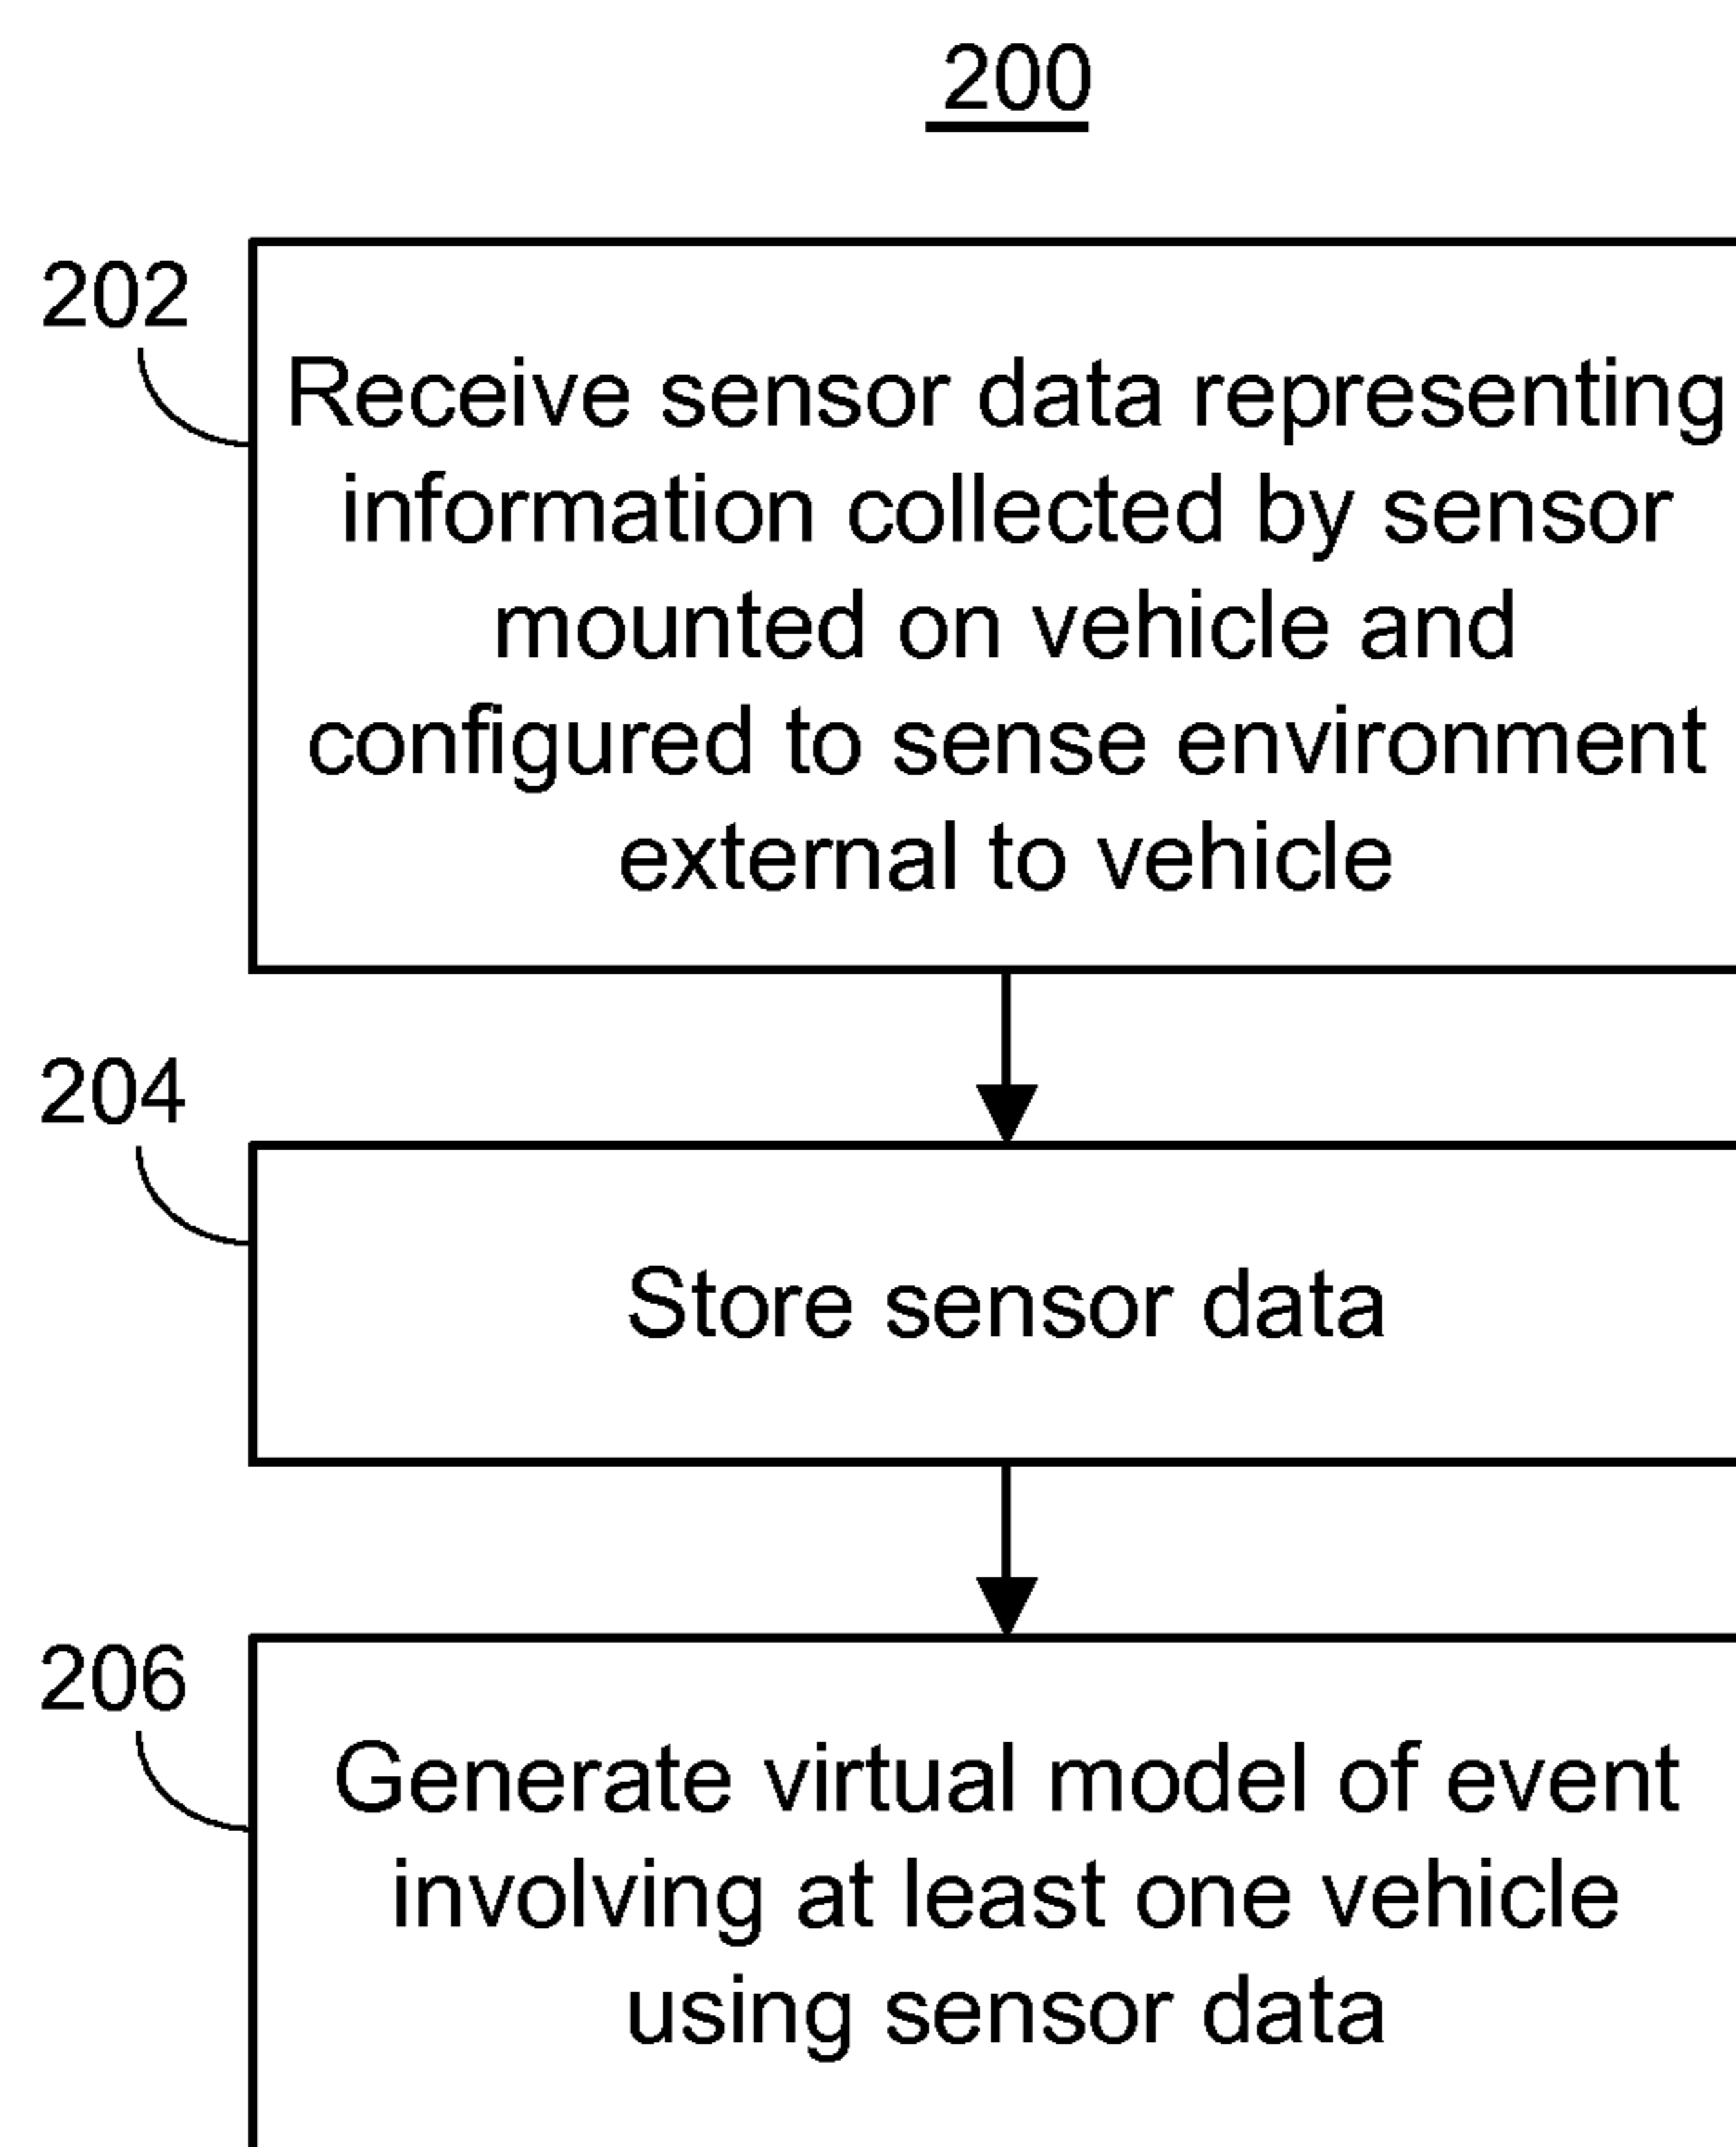 200
202
Receive sensor data representing
information collected by sensor
mounted on vehicle and
configured to sense environment
external to vehicle
204
Store sensor data
206
Generate virtual model of event
involving at least one vehicle
using sensor data